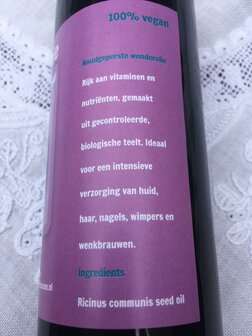 100% vegan
Koudgeperste wonderolie
Rijk aan vitaminen en
nutriënten, gemaakt
uit gecontroleerde,
biologische teelt. Ideaal
voor een intensieve
verzorging van huid,
haar, nagels, wimpers en
wenkbrauwen.
Ingredients
Ricinus communis seed oil